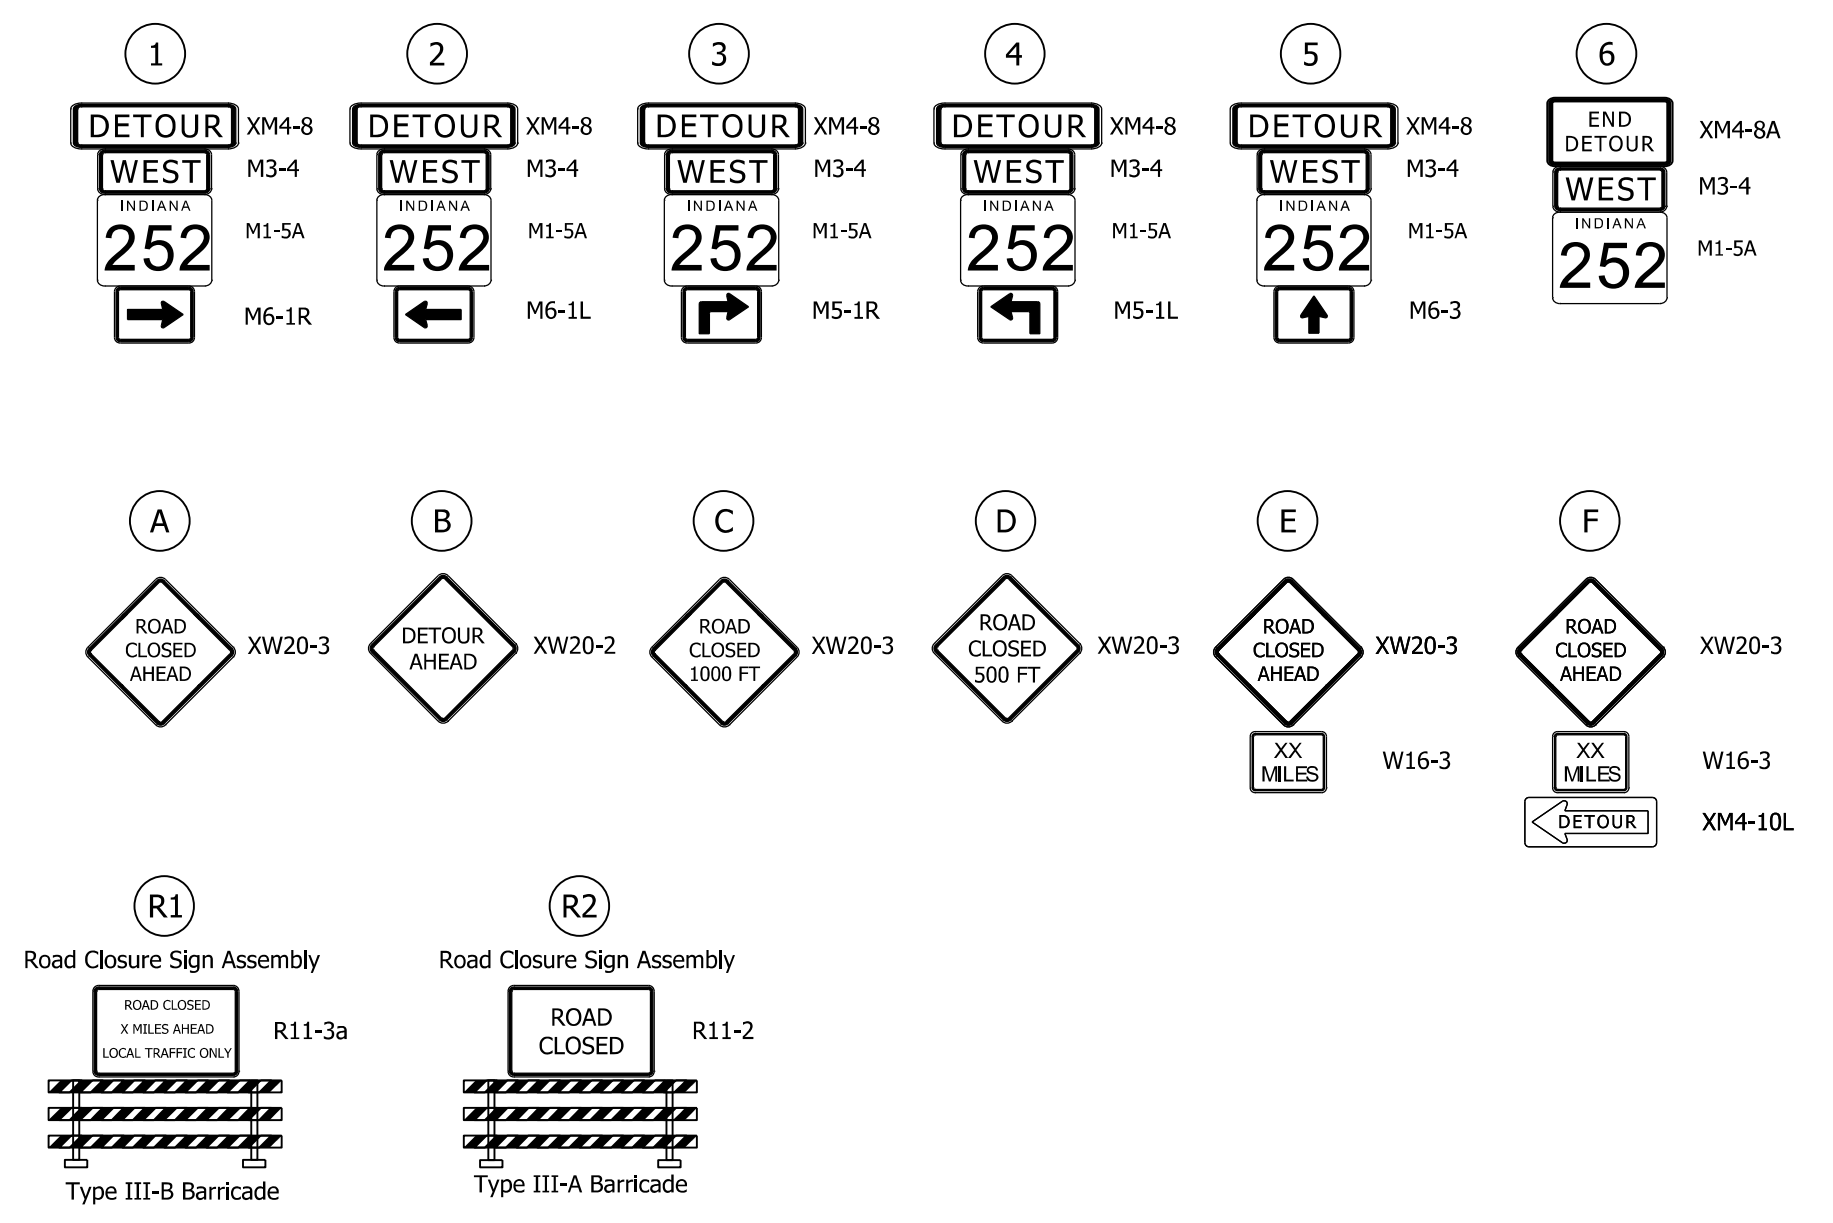 1
DETOUR XM4-8
WEST M3-4
INDIANA
252 M1-5A
M6-1R
2
DETOUR XM4-8
WEST M3-4
INDIANA
252 M1-5A
M6-1L
3
DETOUR XM4-8
WEST M3-4
INDIANA
252 M1-5A
M5-1R
4
DETOUR XM4-8
WEST M3-4
INDIANA
252 M1-5A
M5-1L
5
DETOUR XM4-8
WEST M3-4
INDIANA
252 M1-5A
M6-3
6
END
DETOUR XM4-8A
WEST M3-4
INDIANA
252 M1-5A
A
ROAD
CLOSED XW20-3
AHEAD
B
DETOUR
AHEAD XW20-2
C
ROAD
CLOSED XW20-3
1000 FT
D
ROAD
CLOSED XW20-3
500 FT
E
ROAD
CLOSED XW20-3
AHEAD
XX
MILES W16-3
F
ROAD
CLOSED XW20-3
AHEAD
XX
MILES W16-3
DETOUR XM4-10L
R1
Road Closure Sign Assembly
ROAD CLOSED
X MILES AHEAD R11-3a
LOCAL TRAFFIC ONLY
Type III-B Barricade
R2
Road Closure Sign Assembly
ROAD
CLOSED R11-2
Type III-A Barricade